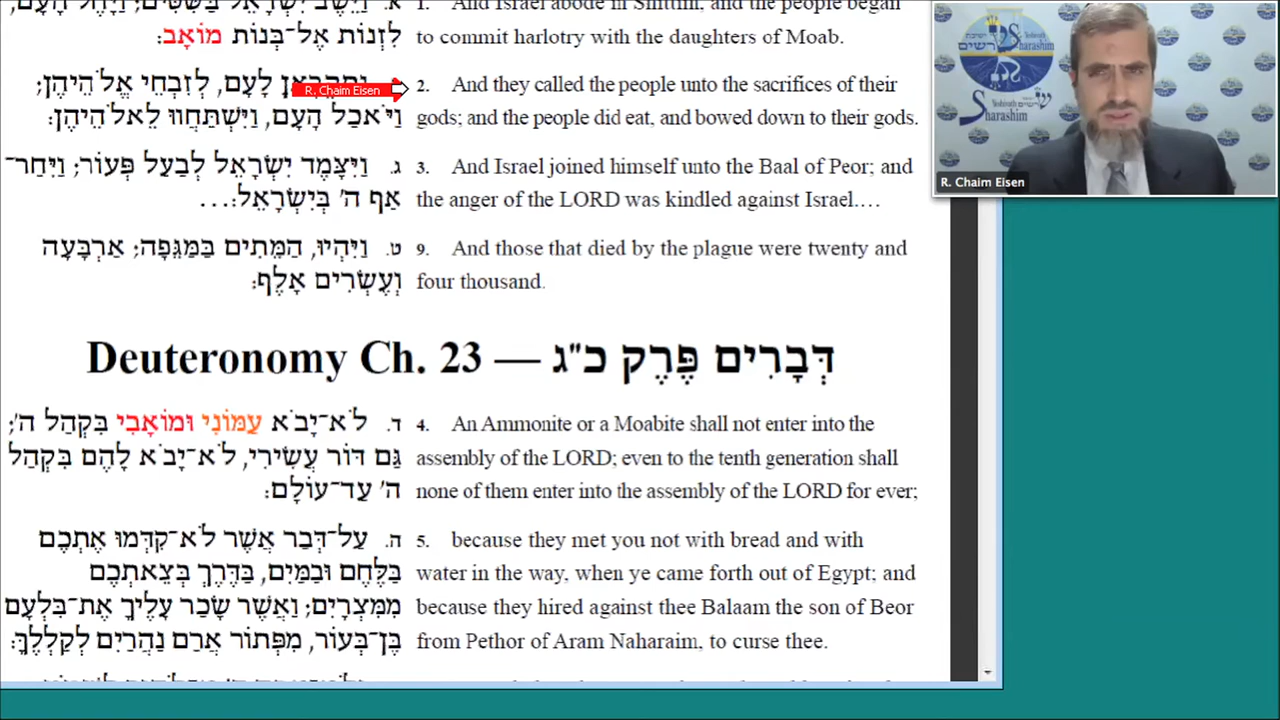 א. וַיֵּשֶׁב יִשְׂרָאֵל בַּשִּׁטִּים; וַיָּחֶל הָעָם,
לִזְנוֹת אֶל־בְּנוֹת מוֹאָב:
1. And Israel abode in Shittim, and the people began
to commit harlotry with the daughters of Moab.
לָעָם, לְזִבְחֵי אֱלֹהֵיהֶן;
וַיֹּאכַל הָעָם, וַיִּשְׁתַּחֲווּ לֵאלֹהֵיהֶן:
R. Chaim Eisen
2. And they called the people unto the sacrifices of their
gods; and the people did eat, and bowed down to their gods.
ג. וַיִּצָּמֶד יִשְׂרָאֵל לְבַעַל פְּעוֹר; וַיִּחַר־
אַף ה' בְּיִשְׂרָאֵל:...
3. And Israel joined himself unto the Baal of Peor; and
the anger of the LORD was kindled against Israel....
ט. וַיִּהְיוּ, הַמֵּתִים בַּמַּגֵּפָה; אַרְבָּעָה
וְעֶשְׂרִים אָלֶף:
9. And those that died by the plague were twenty and
four thousand.
Deuteronomy Ch. 23 — דְּבָרִים פֶּרֶק כ"ג
ד. לֹא־יָבֹא עַמּוֹנִי וּמוֹאָבִי בִּקְהַל ה';
גַּם דּוֹר עֲשִׂירִי, לֹא־יָבֹא לָהֶם בִּקְהַל
ה' עַד־עוֹלָם:
4. An Ammonite or a Moabite shall not enter into the
assembly of the LORD; even to the tenth generation shall
none of them enter into the assembly of the LORD for ever;
ה. עַל־דְּבַר אֲשֶׁר לֹא־קִדְּמוּ אֶתְכֶם
בַּלֶּחֶם וּבַמַּיִם, בַּדֶּרֶךְ בְּצֵאתְכֶם
מִמִּצְרָיִם; וַאֲשֶׁר שָׂכַר עָלֶיךָ אֶת־בִּלְעָם
בֶּן־בְּעוֹר, מִפְּתוֹר אֲרַם נַהֲרַיִם לְקַלְלֶךָּ:
5. because they met you not with bread and with
water in the way, when ye came forth out of Egypt; and
because they hired against thee Balaam the son of Beor
from Pethor of Aram Naharaim, to curse thee.
Yeshivath
Sharashim
R. Chaim Eisen